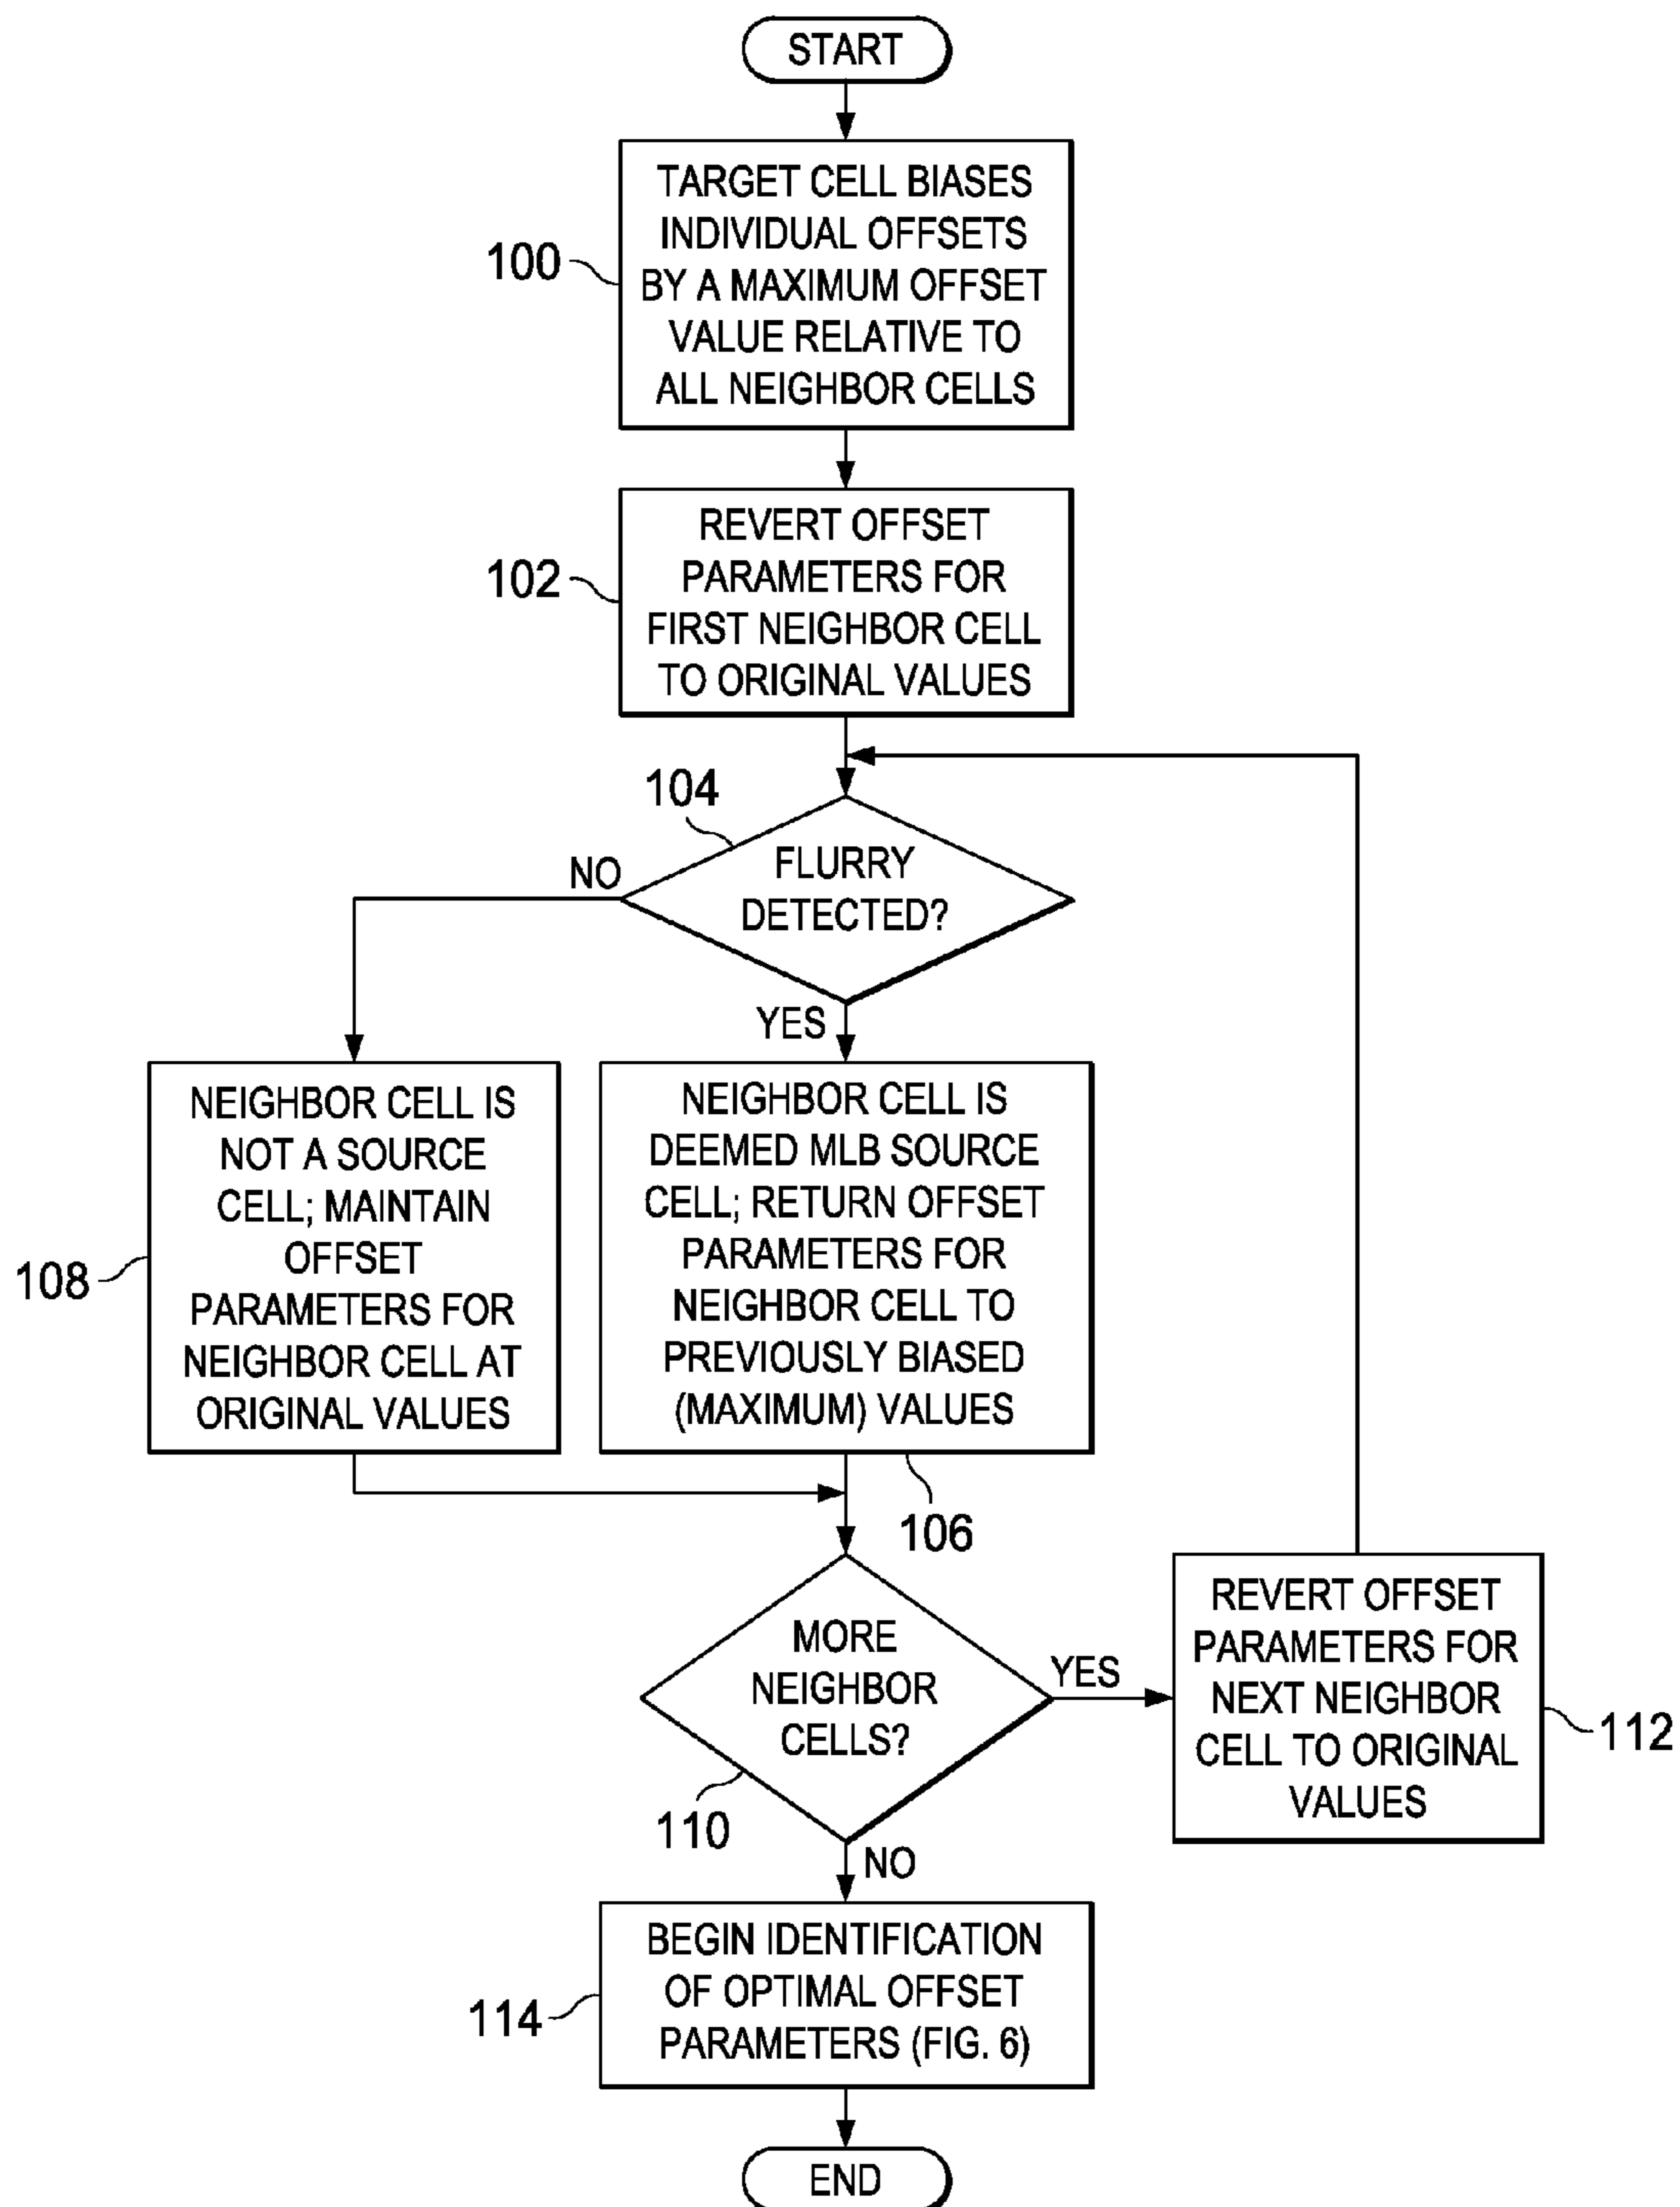 START
TARGET CELL BIASES
INDIVIDUAL OFFSETS
BY A MAXIMUM OFFSET
VALUE RELATIVE TO
ALL NEIGHBOR CELLS
100
REVERT OFFSET
PARAMETERS FOR
FIRST NEIGHBOR CELL
TO ORIGINAL VALUES
102
104
FLURRY
DETECTED?
NO
YES
NEIGHBOR CELL IS
NOT A SOURCE
CELL; MAINTAIN
OFFSET
PARAMETERS FOR
NEIGHBOR CELL AT
ORIGINAL VALUES
108
NEIGHBOR CELL IS
DEEMED MLB SOURCE
CELL; RETURN OFFSET
PARAMETERS FOR
NEIGHBOR CELL TO
PREVIOUSLY BIASED
(MAXIMUM) VALUES
106
MORE
NEIGHBOR
CELLS?
110
YES
REVERT OFFSET
PARAMETERS FOR
NEXT NEIGHBOR
CELL TO ORIGINAL
VALUES
112
NO
BEGIN IDENTIFICATION
OF OPTIMAL OFFSET
PARAMETERS (FIG. 6)
114
END